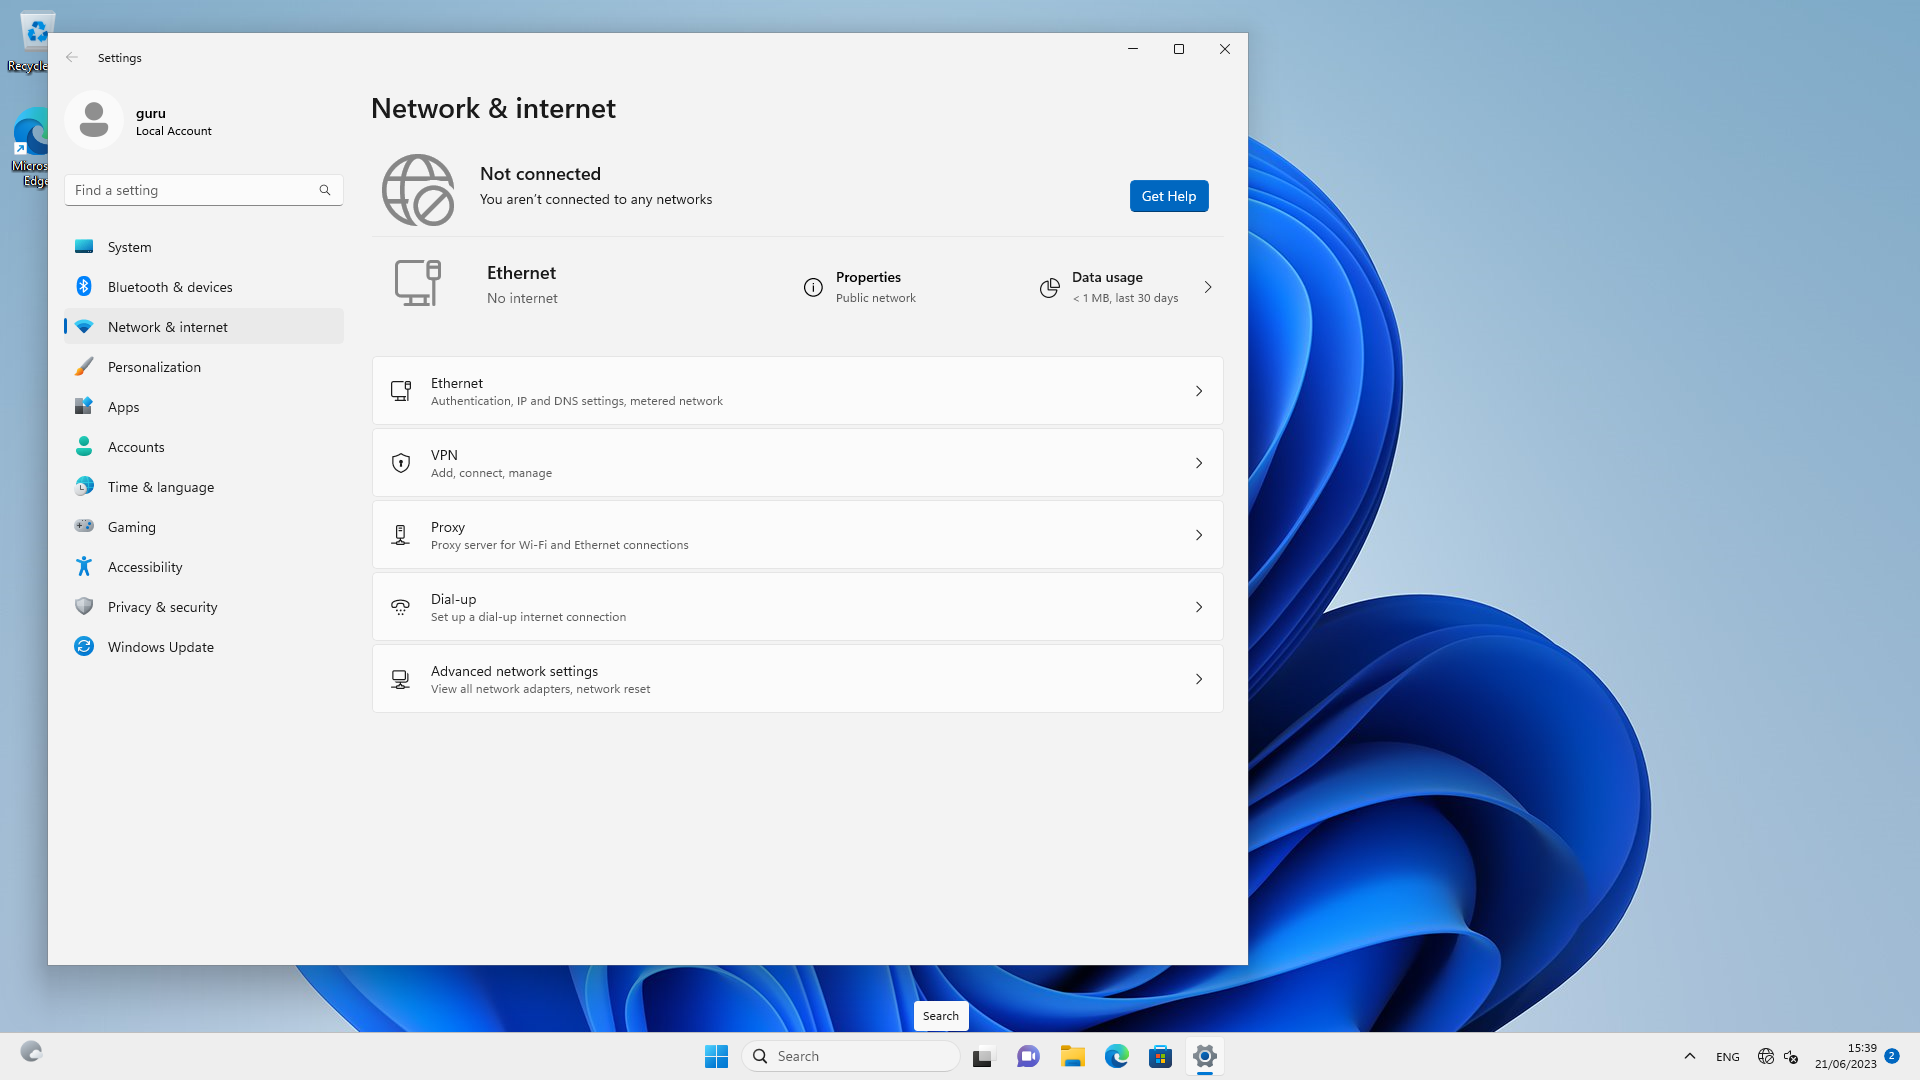 Recycle
Micros
Edge
Settings
guru
Local Account
Find a setting
System
Bluetooth & devices
Network & internet
Personalization
Apps
Accounts
Time & language
Gaming
Accessibility
Privacy & security
Windows Update
Network & internet
Not connected
You aren't connected to any networks
Get Help
Ethernet
No internet
Properties
Public network
Data usage
< 1 MB, last 30 days
Ethernet
Authentication, IP and DNS settings, metered network
VPN
Add, connect, manage
Proxy
Proxy server for Wi-Fi and Ethernet connections
Dial-up
Set up a dial-up internet connection
Advanced network settings
View all network adapters, network reset
Search
Search
ENG
15:39
21/06/2023
2